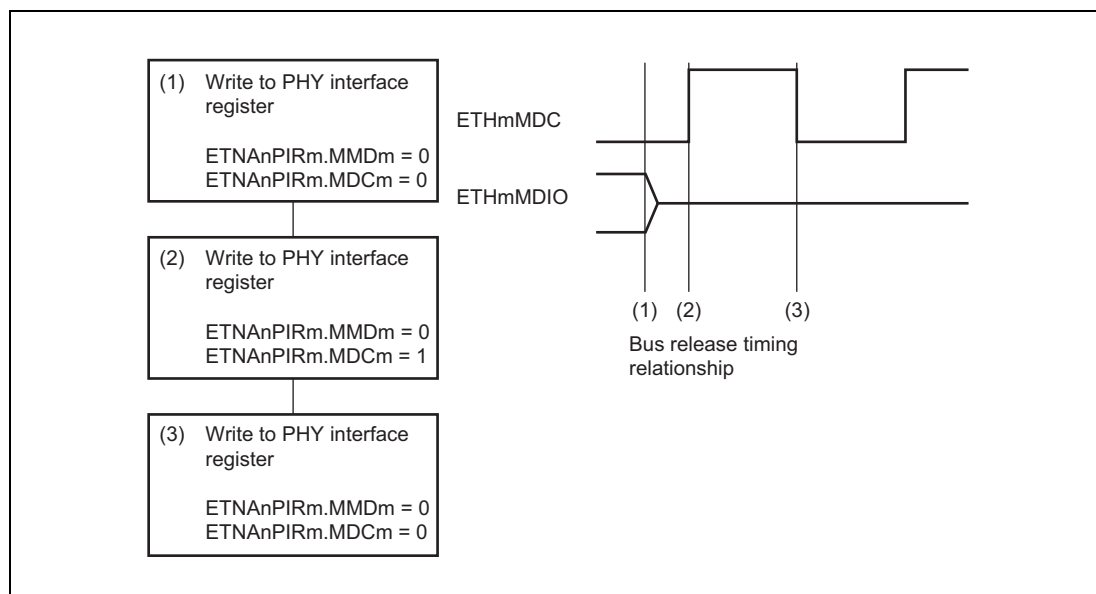 (1) Write to PHY interface
register
ETNAnPIRm.MMDm = 0
ETNAnPIRm.MDCm = 0
(2) Write to PHY interface
register
ETNAnPIRm.MMDm = 0
ETNAnPIRm.MDCm = 1
(3) Write to PHY interface
register
ETNAnPIRm.MMDm = 0
ETNAnPIRm.MDCm = 0
ETHmMDC
ETHmMDIO
(1) (2) (3)
Bus release timing
relationship